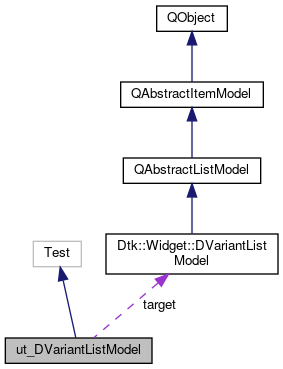 QObject
QAbstractItemModel
QAbstractListModel
Test
Dtk::Widget::DVariantList
Model
target
ut_DVariantListModel